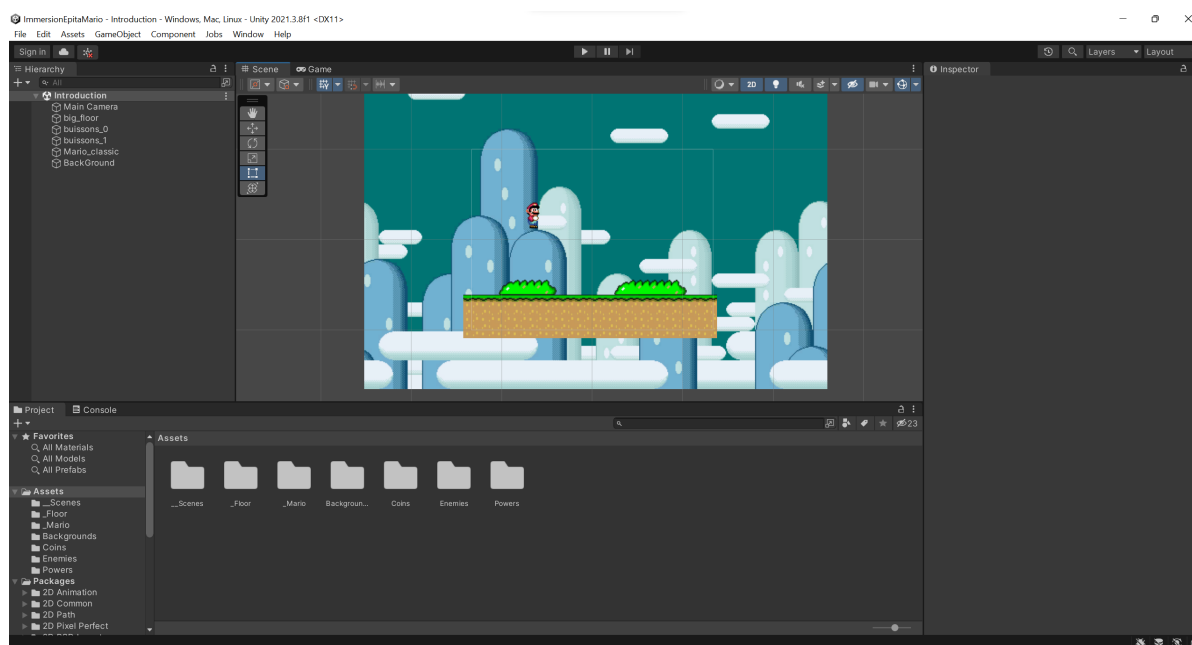 ImmersionEpitaMario - Introduction - Windows, Mac, Linux - Unity 2021.3.8f1 <DX11>
File Edit Assets GameObject Component Jobs Window Help
Sign in
Layers
Layout
Hierarchy
Scene
Game
Inspector
All
2D
Introduction
Main Camera
big_floor
buissons_0
buissons_1
Mario_classic
BackGround
Project
Console
23
Favorites
All Materials
All Models
All Prefabs
Assets
__Scenes
_Floor
_Mario
Backgrounds
Coins
Enemies
Powers
Packages
2D Animation
2D Common
2D Path
2D Pixel Perfect
Assets
__Scenes
_Floor
_Mario
Backgroun...
Coins
Enemies
Powers